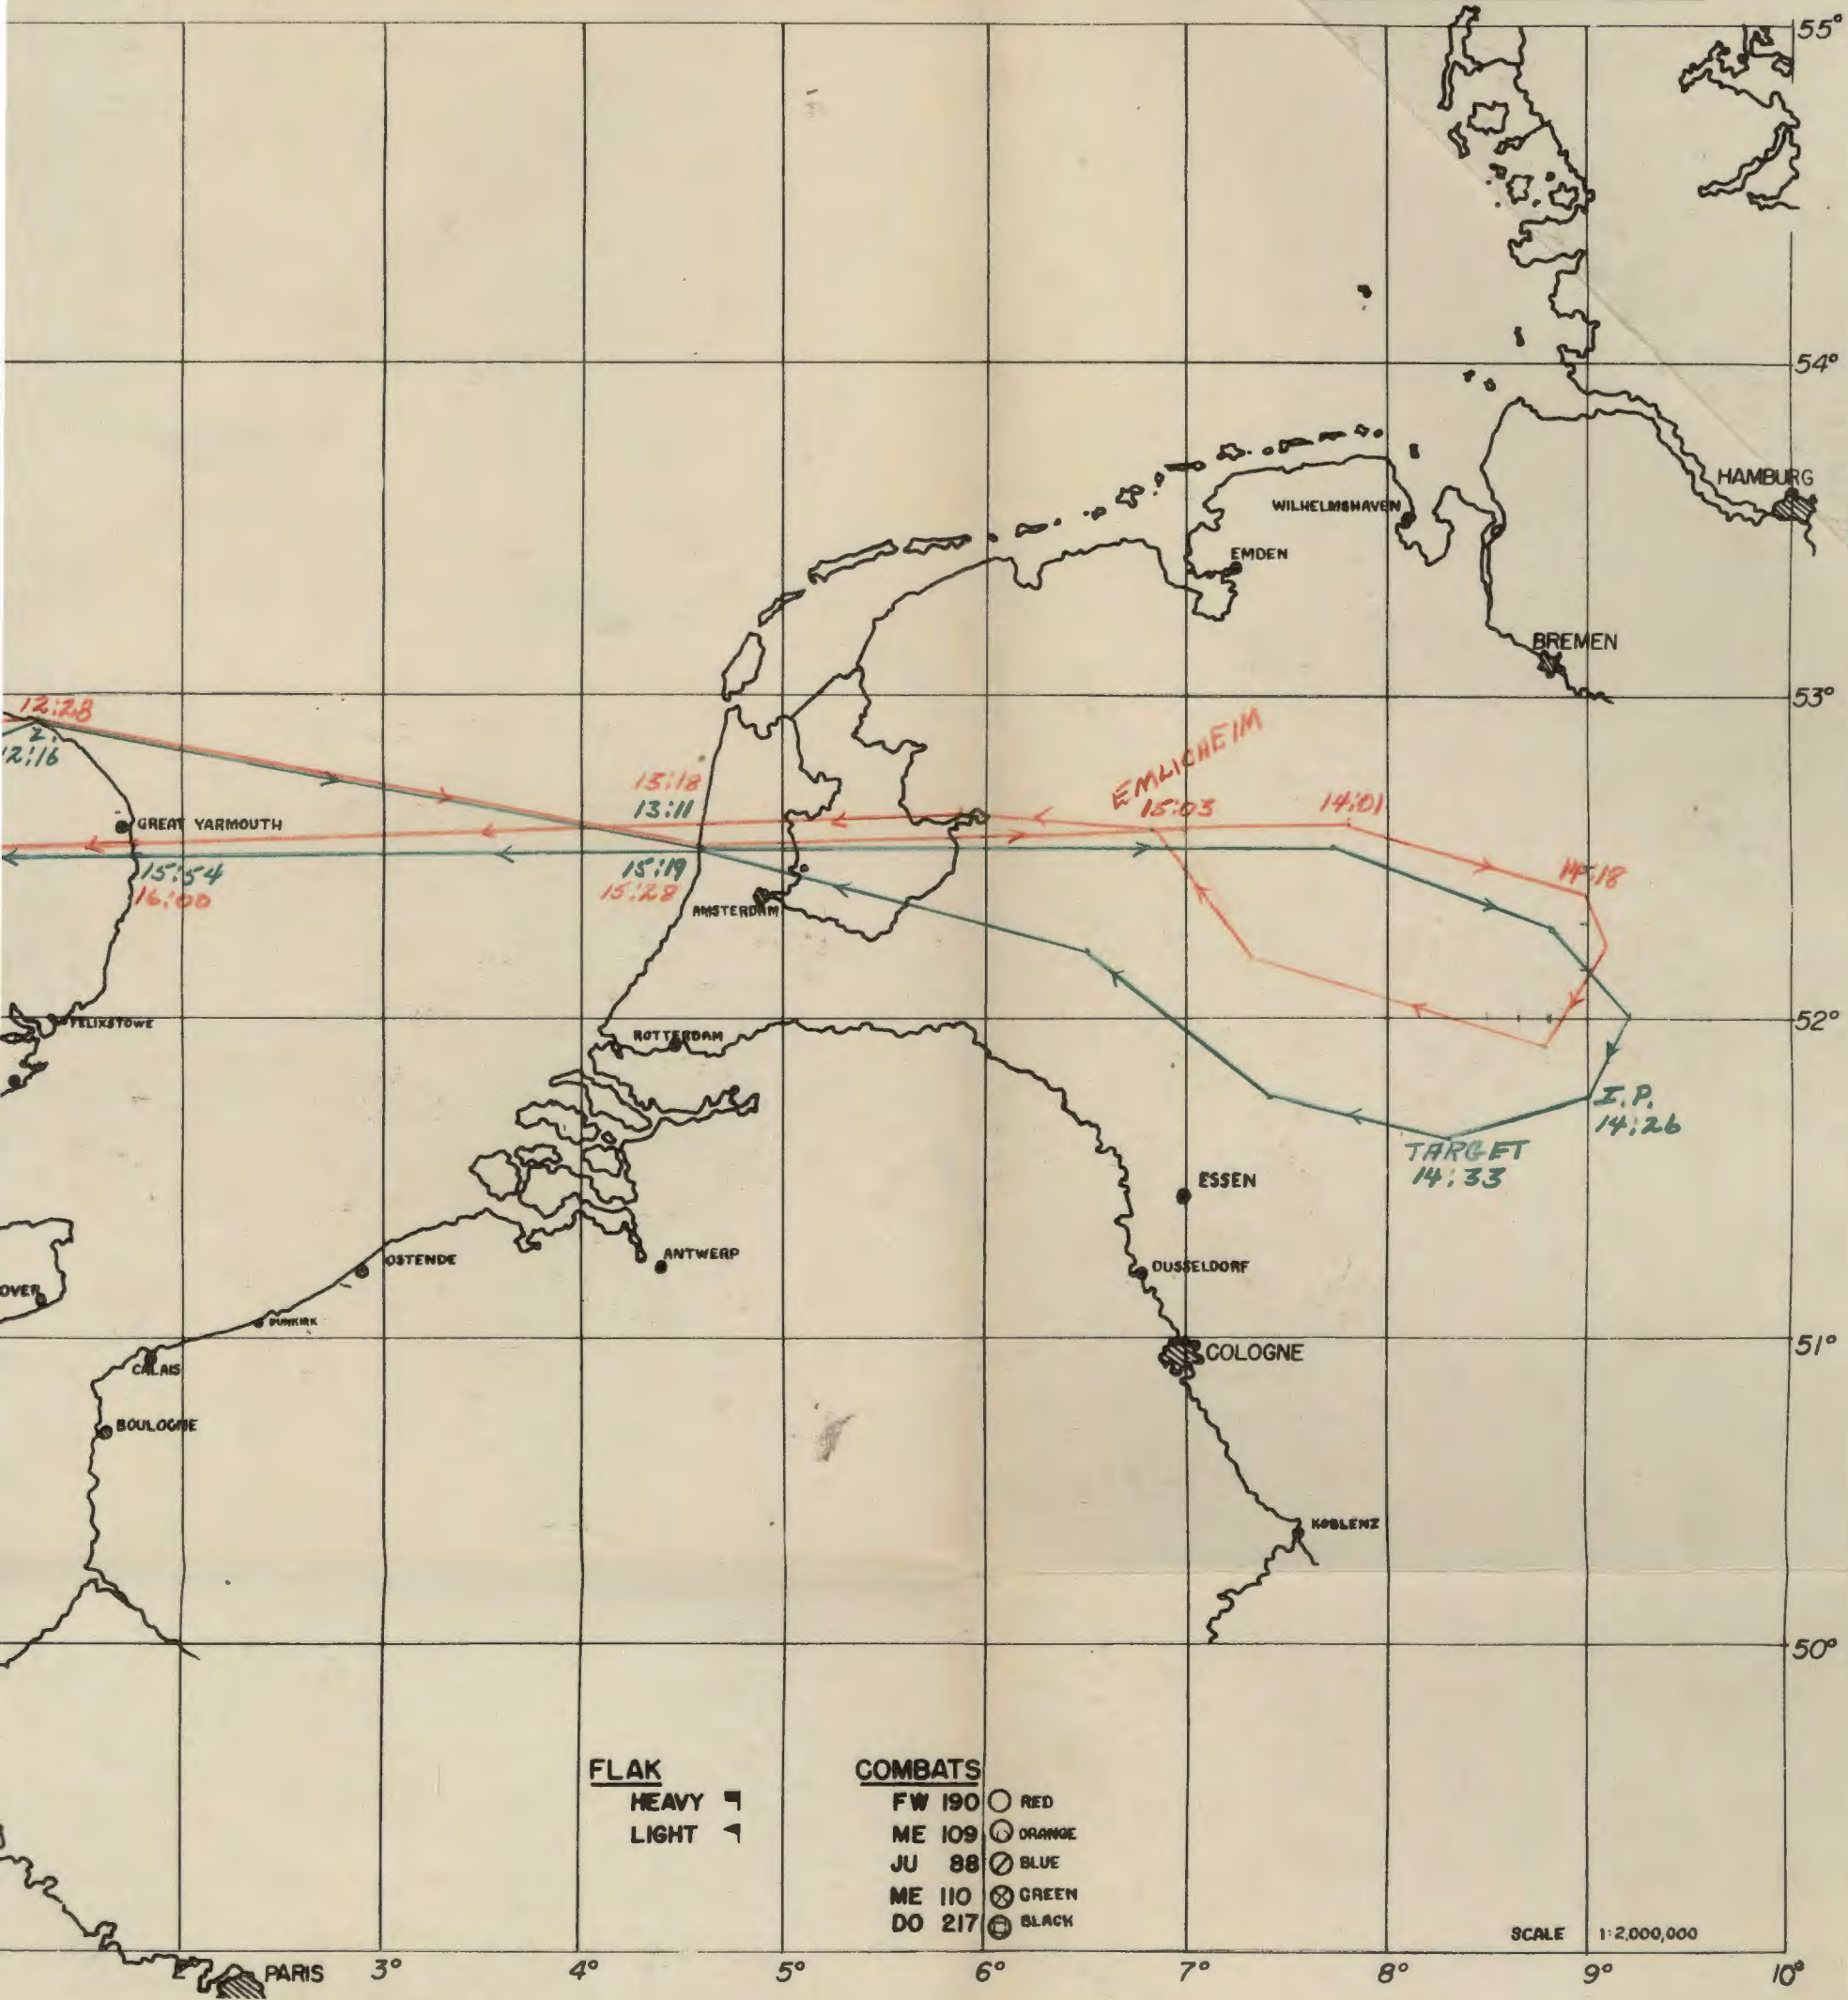 55°
54°
HAMBURG
WILHELMSHAVEN
EMDEN
BREMEN
53°
12:28
2:16
EMLICHEIM
13:18
13:11
15:03
14:01
GREAT YARMOUTH
15:54
16:00
15:19
15:28
14:18
AMSTERDAM
FELIXSTOWE
ROTTERDAM
52°
I.P.
14:26
TARGET
14:33
ESSEN
OSTENDE
ANTWERP
DUSSELDORF
OVER
DUNKIRK
51°
COLOGNE
CALAIS
BOULOGNE
KOBLENZ
50°
FLAK
HEAVY
LIGHT
COMBATS
FW 190 RED
ME 109 ORANGE
JU 88 BLUE
ME 110 GREEN
DO 217 BLACK
SCALE 1:2,000,000
2° PARIS 3° 4° 5° 6° 7° 8° 9° 10°